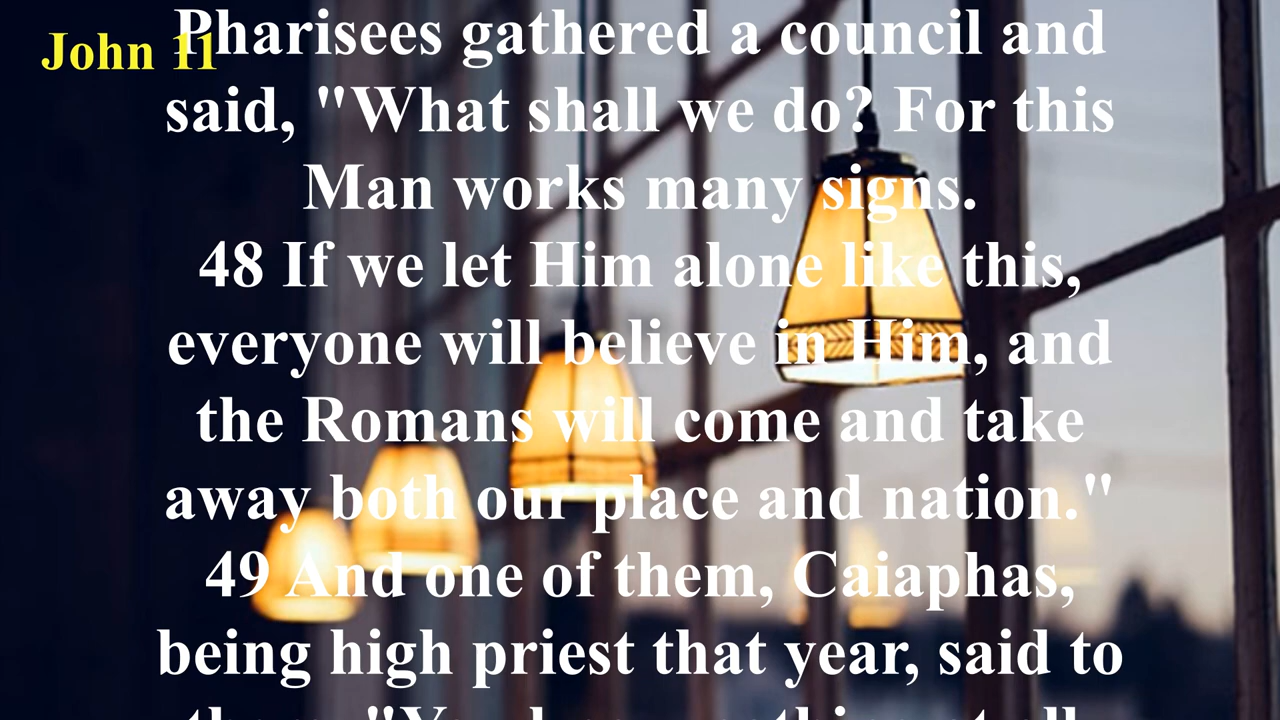 John 11
Pharisees gathered a council and
said, "What shall we do? For this
Man works many signs.
48 If we let Him alone like this,
everyone will believe in Him, and
the Romans will come and take
away both our place and nation."
49 And one of them, Caiaphas,
being high priest that year, said to